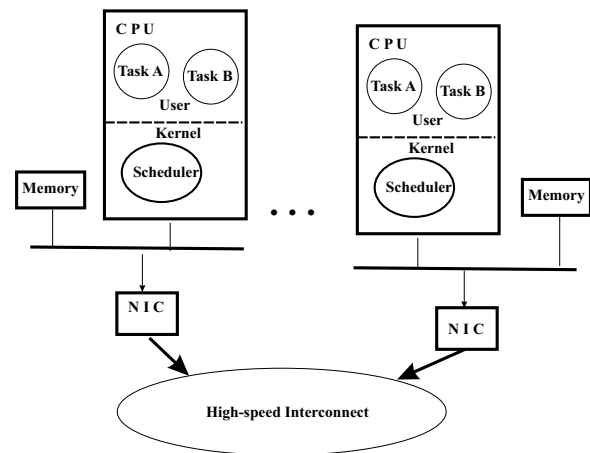 C P U
Task A
Task B
User
Kernel
Scheduler
Memory
N I C
. . .
C P U
Task A
Task B
User
Kernel
Scheduler
Memory
N I C
High-speed Interconnect